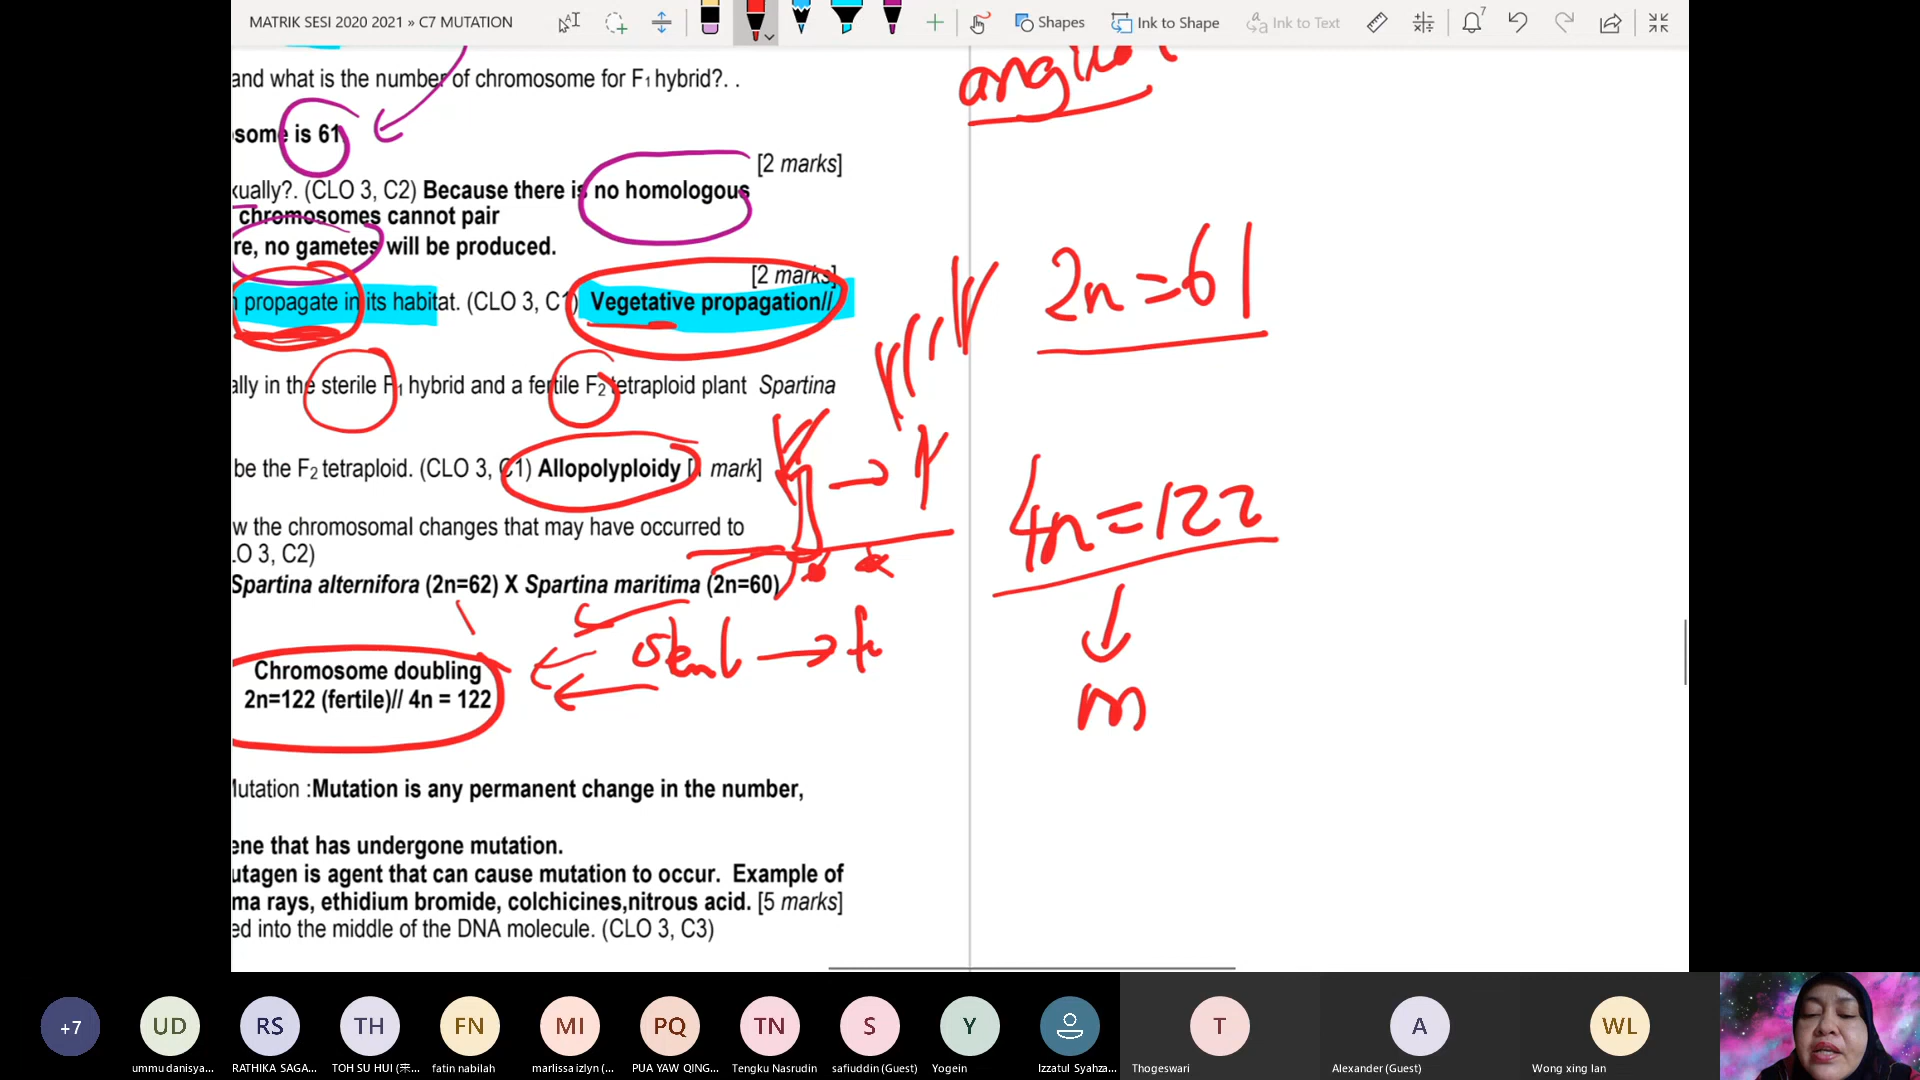 MATRIK SESI 2020 2021 » C7 MUTATION
Shapes
Ink to Shape
Ink to Text
7
and what is the number of chromosome for F1 hybrid?. .
some is 61
[2 marks]
xually?. (CLO 3, C2) Because there is no homologous
chromosomes cannot pair
re, no gametes will be produced.
[2 marks]
propagate in its habitat. (CLO 3, C1) Vegetative propagation//
2n=61
ally in the sterile F1 hybrid and a fertile F2 tetraploid plant Spartina
be the F2 tetraploid. (CLO 3, C1) Allopolyploidy [1 mark]
4n=122
w the chromosomal changes that may have occurred to
LO 3, C2)
Spartina alternifora (2n=62) X Spartina maritima (2n=60)
Chromosome doubling
2n=122 (fertile)// 4n = 122
m
Mutation :Mutation is any permanent change in the number,
ene that has undergone mutation.
utagen is agent that can cause mutation to occur. Example of
ma rays, ethidium bromide, colchicines,nitrous acid. [5 marks]
ed into the middle of the DNA molecule. (CLO 3, C3)
+7
UD
RS
TH
FN
MI
PQ
TN
S
Y
T
A
WL
ummu danisya...
RATHIKA SAGA...
TOH SU HUI (...
fatin nabilah
marlissa izlyn (...
PUA YAW QING...
Tengku Nasrudin
safiuddin (Guest)
Yogein
Izzatul Syahza...
Thogeswari
Alexander (Guest)
Wong xing lan